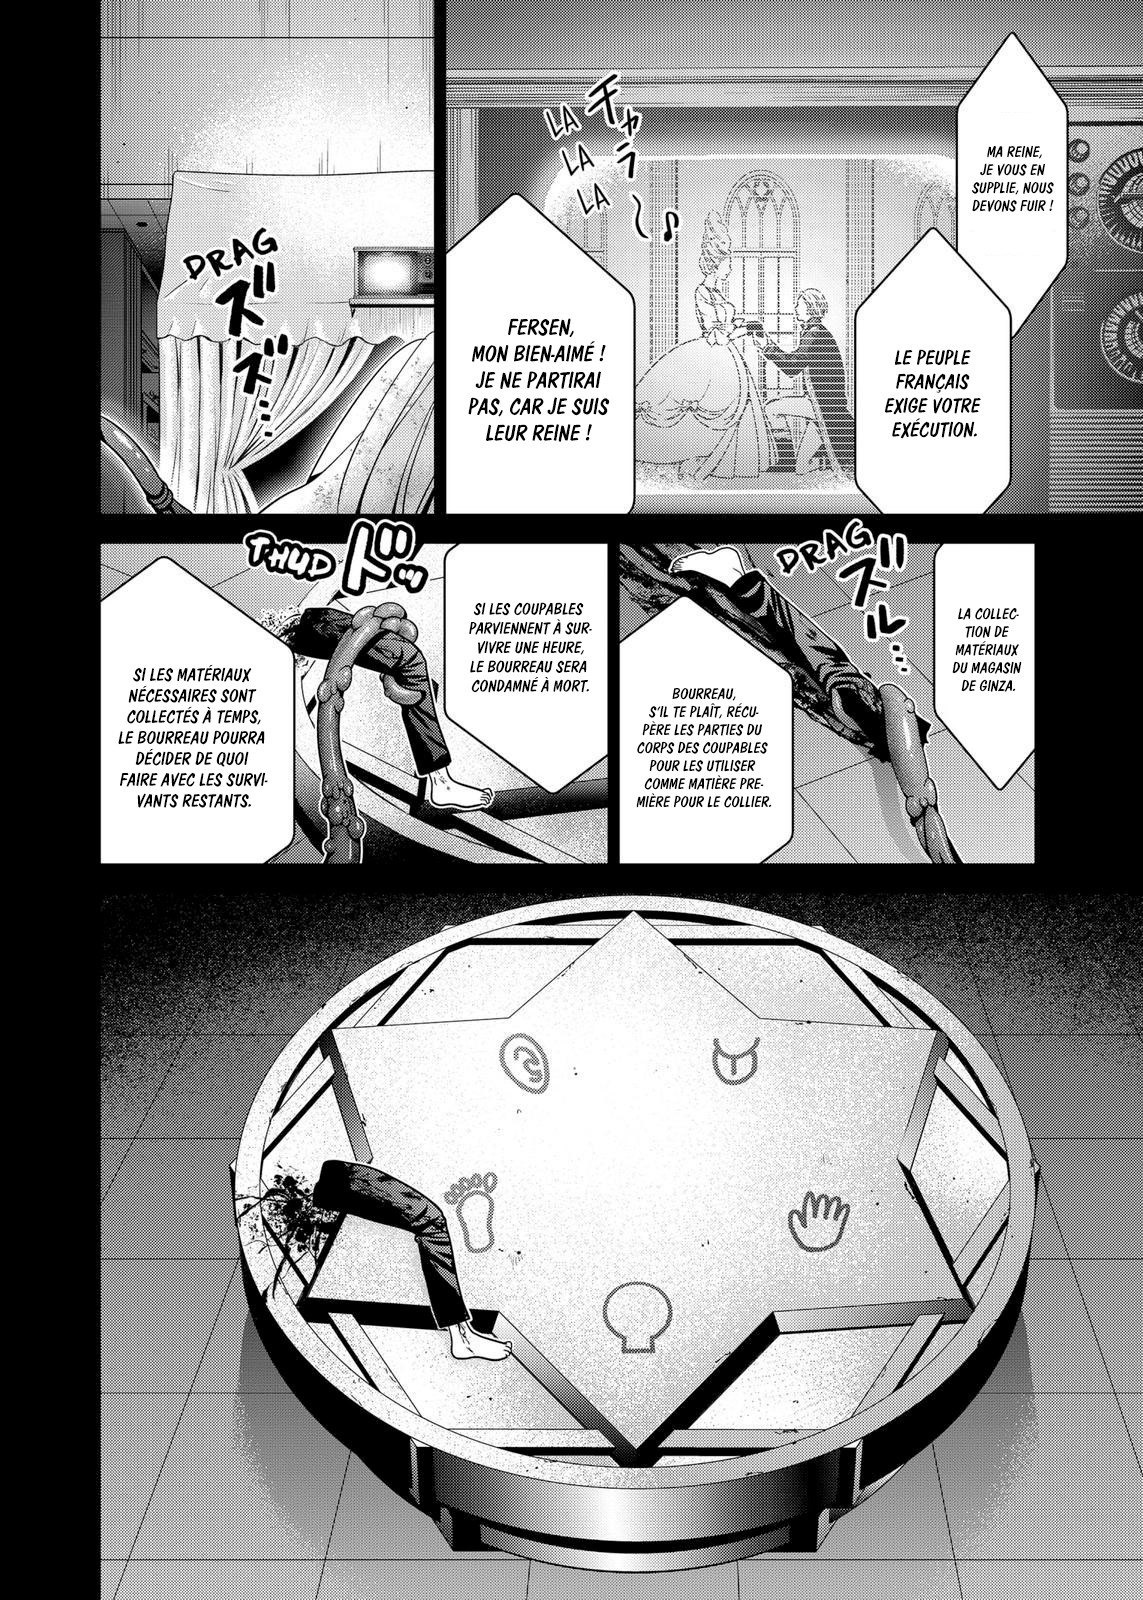 MA REINE,
JE VOUS EN
SUPPLIE, NOUS
DEVONS FUIR !
LE PEUPLE
FRANÇAIS
EXIGE VOTRE
EXÉCUTION.
チャラ〜♪
LA
LA
LA
FERSEN,
MON BIEN-AIMÉ !
JE NE PARTIRAI
PAS, CAR JE SUIS
LEUR REINE !
DRAG
ズズ…
LA COLLEC-
TION DE
MATÉRIAUX
DU MAGASIN
DE GINZA.
DRAG
ズル…
BOURREAU,
S'IL TE PLAÎT, RÉCU-
PÈRE LES PARTIES DU
CORPS DES COUPABLES
POUR LES UTILISER
COMME MATIÈRE PRE-
MIÈRE POUR LE COLLIER.
SI LES COUPABLES
PARVIENNENT À SUR-
VIVRE UNE HEURE,
LE BOURREAU SERA
CONDAMNÉ À MORT.
THUD
ドッ
SI LES MATÉRIAUX
NÉCESSAIRES SONT
COLLECTÉS À TEMPS,
LE BOURREAU POURRA
DÉCIDER DE QUOI
FAIRE AVEC LES SURVI-
VANTS RESTANTS.